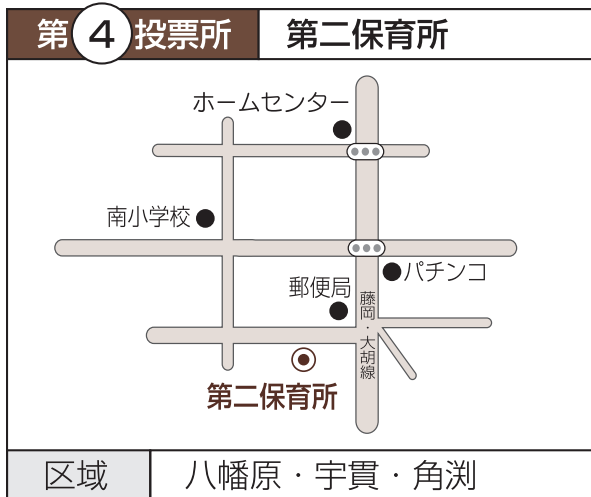 第4投票所 第二保育所
ホームセンター
南小学校
パチンコ
郵便局
藤岡・大胡線
第二保育所
区域 八幡原・宇貫・角渕